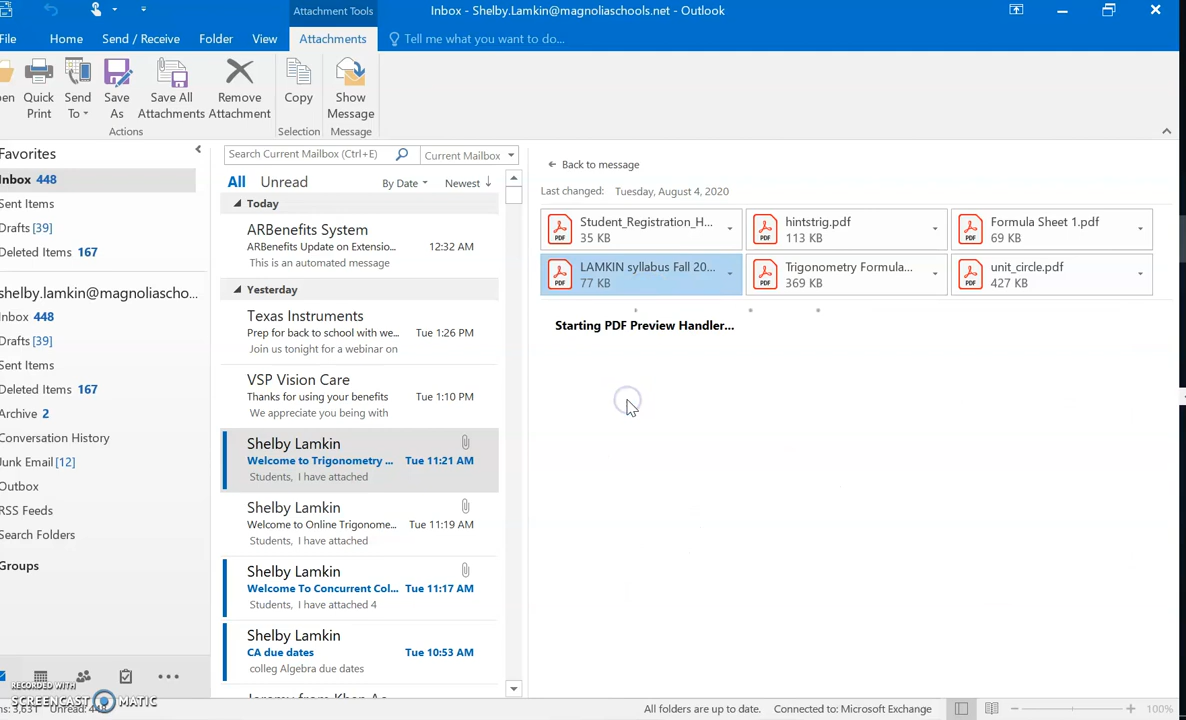 Attachment Tools
Inbox - Shelby.Lamkin@magnoliaschools.net - Outlook
File Home Send / Receive Folder View Attachments Tell me what you want to do...
Quick Print
Send To
Save As
Save All Attachments
Remove Attachment
Copy
Show Message
Actions
Selection
Message
Favorites
Inbox 448
Sent Items
Drafts [39]
Deleted Items 167
shelby.lamkin@magnoliascho...
Inbox 448
Drafts [39]
Sent Items
Deleted Items 167
Archive 2
Conversation History
Junk Email [12]
Outbox
RSS Feeds
Search Folders
Groups
Search Current Mailbox (Ctrl+E)
Current Mailbox
All Unread By Date Newest ↓
Today
ARBenefits System
ARBenefits Update on Extensio... 12:32 AM
This is an automated message
Yesterday
Texas Instruments
Prep for back to school with we... Tue 1:26 PM
Join us tonight for a webinar on
VSP Vision Care
Thanks for using your benefits Tue 1:10 PM
We appreciate you being with
Shelby Lamkin
Welcome to Trigonometry ... Tue 11:21 AM
Students, I have attached
Shelby Lamkin
Welcome to Online Trigonome... Tue 11:19 AM
Students, I have attached
Shelby Lamkin
Welcome To Concurrent Col... Tue 11:17 AM
Students, I have attached 4
Shelby Lamkin
CA due dates Tue 10:53 AM
colleg Algebra due dates
← Back to message
Last changed: Tuesday, August 4, 2020
PDF Student_Registration_H...
35 KB
PDF hintstrig.pdf
113 KB
PDF Formula Sheet 1.pdf
69 KB
PDF LAMKIN syllabus Fall 20...
77 KB
PDF Trigonometry Formula...
369 KB
PDF unit_circle.pdf
427 KB
Starting PDF Preview Handler...
RECORDED WITH
SCREENCAST MATIC
Unread: 448
All folders are up to date. Connected to: Microsoft Exchange 100%